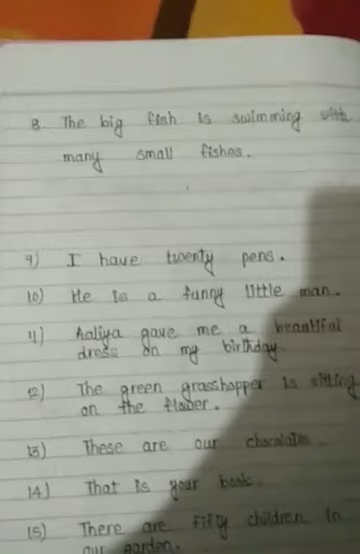 8. The big fish is swimming with
many small fishes.
9) I have twenty pens.
10) He is a funny little man.
11) Aaliya gave me a beautiful
dress on my birthday.
12) The green grasshopper is sitting
on the flower.
13) These are our chocolates.
14) That is your book.
15) There are fifty children in
our garden.